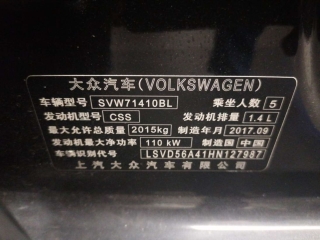 大众汽车(VOLKSWAGEN)
车辆型号 SVW71410BL 乘坐人数 5
发动机型号 CSS 发动机排量 1.4 L
最大允许总质量 2015kg 制造年月 2017.09
发动机最大净功率 110 kW 制造国 中国
车辆识别代号 LSVD56A41HN127987
上汽大众汽车有限公司